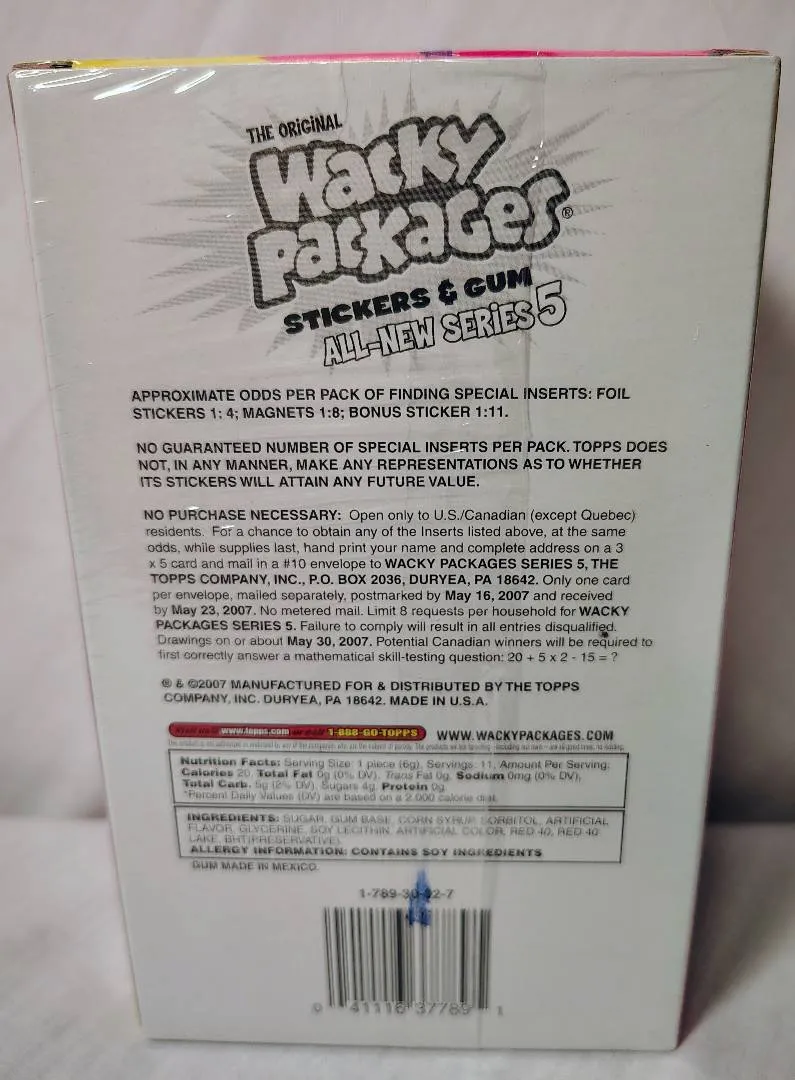 THE ORiGiNAL
Wacky
PacKaGes®
STICKERS & GUM
ALL-NEW SERiES 5
APPROXIMATE ODDS PER PACK OF FINDING SPECIAL INSERTS: FOIL
STICKERS 1: 4; MAGNETS 1:8; BONUS STICKER 1:11.
NO GUARANTEED NUMBER OF SPECIAL INSERTS PER PACK. TOPPS DOES
NOT, IN ANY MANNER, MAKE ANY REPRESENTATIONS AS TO WHETHER
ITS STICKERS WILL ATTAIN ANY FUTURE VALUE.
NO PURCHASE NECESSARY: Open only to U.S./Canadian (except Quebec)
residents. For a chance to obtain any of the Inserts listed above, at the same
odds, while supplies last, hand print your name and complete address on a 3
x 5 card and mail in a #10 envelope to WACKY PACKAGES SERIES 5, THE
TOPPS COMPANY, INC., P.O. BOX 2036, DURYEA, PA 18642. Only one card
per envelope, mailed separately, postmarked by May 16, 2007 and received
by May 23, 2007. No metered mail. Limit 8 requests per household for WACKY
PACKAGES SERIES 5. Failure to comply will result in all entries disqualified.
Drawings on or about May 30, 2007. Potential Canadian winners will be required to
first correctly answer a mathematical skill-testing question: 20 + 5 x 2 - 15 = ?
® & ©2007 MANUFACTURED FOR & DISTRIBUTED BY THE TOPPS
COMPANY, INC. DURYEA, PA 18642. MADE IN U.S.A.
Visit us at www.topps.com or call 1-888-GO-TOPPS WWW.WACKYPACKAGES.COM
Nutrition Facts: Serving Size: 1 piece (6g), Servings: 11, Amount Per Serving:
Calories 20, Total Fat 0g (0% DV), Trans Fat 0g, Sodium 0mg (0% DV),
Total Carb. 5g (2% DV), Sugars 4g, Protein 0g
*Percent Daily Values (DV) are based on a 2,000 calorie diet.
INGREDIENTS: SUGAR, GUM BASE, CORN SYRUP, SORBITOL, ARTIFICIAL
FLAVOR, GLYCERINE, SOY LECITHIN, ARTIFICIAL COLOR, RED 40, RED 40
LAKE, BHT(PRESERVATIVE).
ALLERGY INFORMATION: CONTAINS SOY INGREDIENTS
GUM MADE IN MEXICO.
0 41116 37789 1